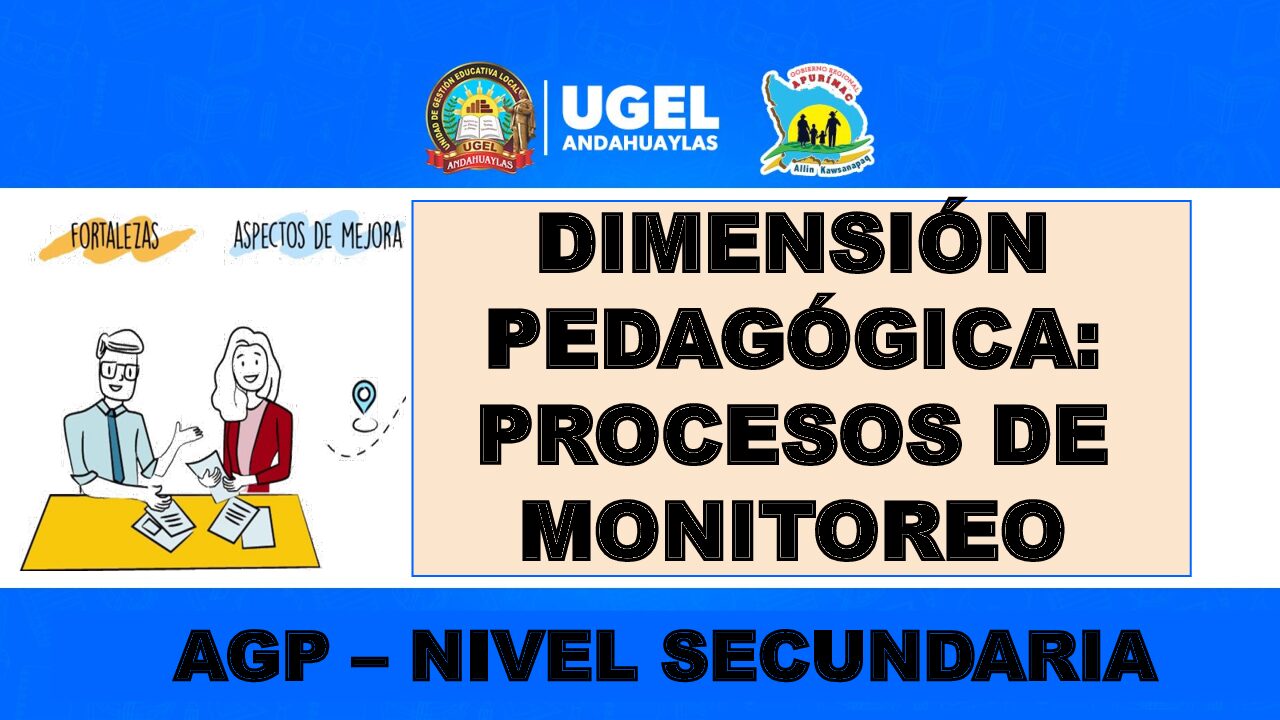 UNIDAD DE GESTIÓN EDUCATIVA LOCAL
UGEL
ANDAHUAYLAS
UGEL
ANDAHUAYLAS
GOBIERNO REGIONAL
APURÍMAC
Allin Kawsanapaq
FORTALEZAS
ASPECTOS DE MEJORA
DIMENSIÓN
PEDAGÓGICA:
PROCESOS DE
MONITOREO
AGP – NIVEL SECUNDARIA